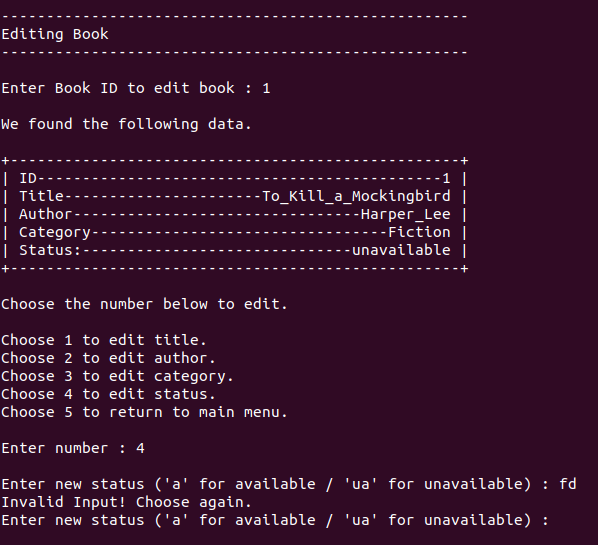 ----------------------------------------------------
Editing Book
----------------------------------------------------
Enter Book ID to edit book : 1
We found the following data.
+--------------------------------------------------+
| ID---------------------------------------------1 |
| Title----------------------To_Kill_a_Mockingbird |
| Author--------------------------------Harper_Lee |
| Category---------------------------------Fiction |
| Status:------------------------------unavailable |
+--------------------------------------------------+
Choose the number below to edit.
Choose 1 to edit title.
Choose 2 to edit author.
Choose 3 to edit category.
Choose 4 to edit status.
Choose 5 to return to main menu.
Enter number : 4
Enter new status ('a' for available / 'ua' for unavailable) : fd
Invalid Input! Choose again.
Enter new status ('a' for available / 'ua' for unavailable) :